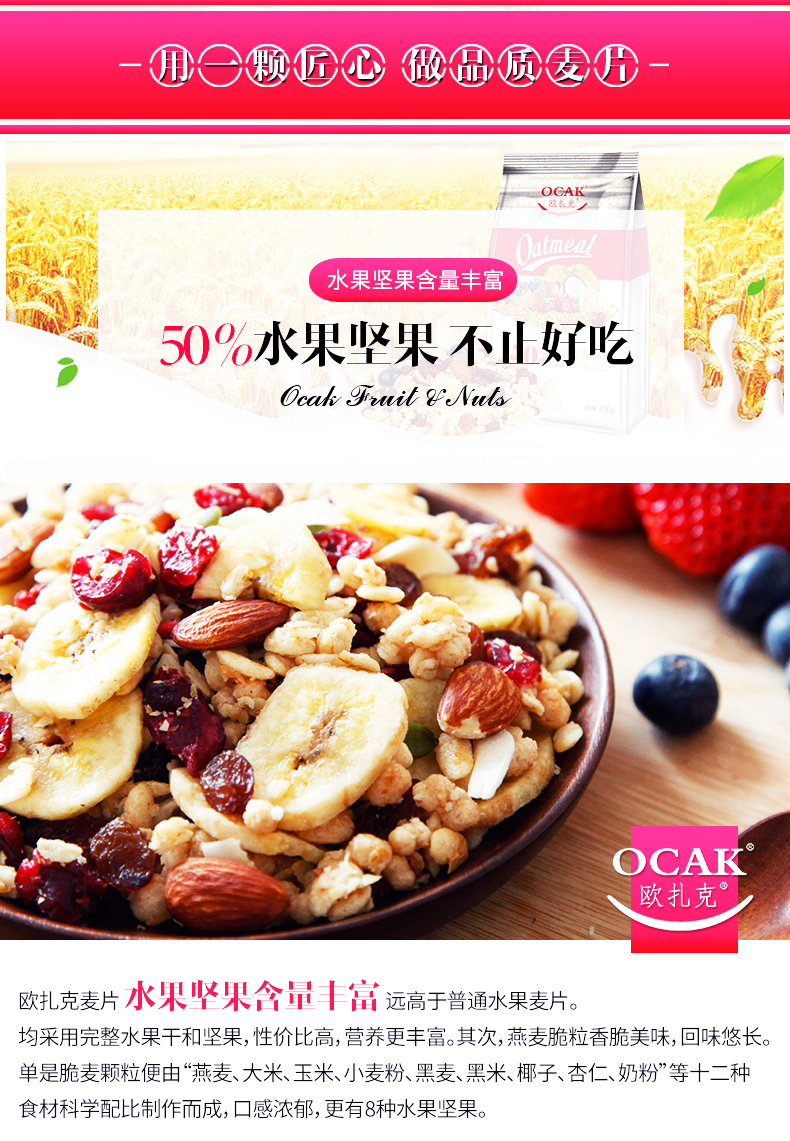 用一颗匠心 做品质麦片
OCAK
欧扎克®
Oatmeal
水果坚果含量丰富
50%水果坚果 不止好吃
Ocak Fruit & Nuts
OCAK®
欧扎克®
欧扎克麦片 水果坚果含量丰富 远高于普通水果麦片。
均采用完整水果干和坚果，性价比高，营养更丰富。其次，燕麦脆粒香脆美味，回味悠长。
单是脆麦颗粒便由“燕麦、大米、玉米、小麦粉、黑麦、黑米、椰子、杏仁、奶粉”等十二种
食材科学配比制作而成，口感浓郁，更有8种水果坚果。